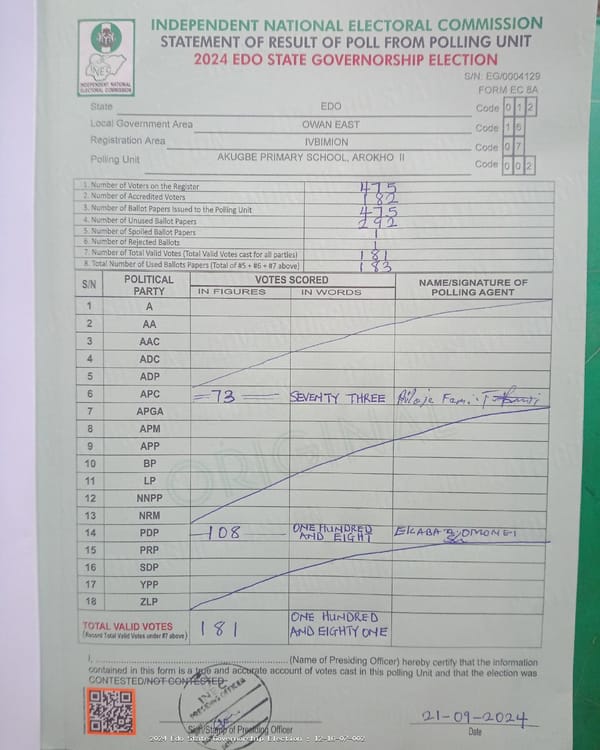 INDEPENDENT NATIONAL ELECTORAL COMMISSION
STATEMENT OF RESULT OF POLL FROM POLLING UNIT
2024 EDO STATE GOVERNORSHIP ELECTION
INEC
INDEPENDENT NATIONAL
ELECTORAL COMMISSION
S/N: EG/0004129
FORM EC 8A
State EDO Code 0 1 2
Local Government Area OWAN EAST Code 1 6
Registration Area IVBIMION Code 0 7
Polling Unit AKUGBE PRIMARY SCHOOL, AROKHO II Code 0 0 2
1. Number of Voters on the Register 475
2. Number of Accredited Voters 182
3. Number of Ballot Papers Issued to the Polling Unit 475
4. Number of Unused Ballot Papers 292
5. Number of Spoiled Ballot Papers 1
6. Number of Rejected Ballots 1
7. Number of Total Valid Votes (Total Valid Votes cast for all parties) 181
8. Total Number of Used Ballots Papers (Total of #5 + #6 + #7 above) 183
S/N POLITICAL PARTY VOTES SCORED NAME/SIGNATURE OF POLLING AGENT
IN FIGURES IN WORDS
1 A
2 AA
3 AAC
4 ADC
5 ADP
6 APC =73= SEVENTY THREE
7 APGA
8 APM
9 APP
10 BP
11 LP
12 NNPP
13 NRM
14 PDP 108 ONE HUNDRED AND EIGHT
15 PRP
16 SDP
17 YPP
18 ZLP
ORIGINAL
TOTAL VALID VOTES 181 ONE HUNDRED
(Record Total Valid Votes under #7 above) AND EIGHTY ONE
I, (Name of Presiding Officer) hereby certify that the information
contained in this form is a true and accurate account of votes cast in this polling Unit and that the election was
CONTESTED/NOT CONTESTED
INEC
PRESIDING OFFICER
Sign/Stamp of Presiding Officer
21-09-2024
Date
2024 Edo State Governorship Election : 12-16-07-002